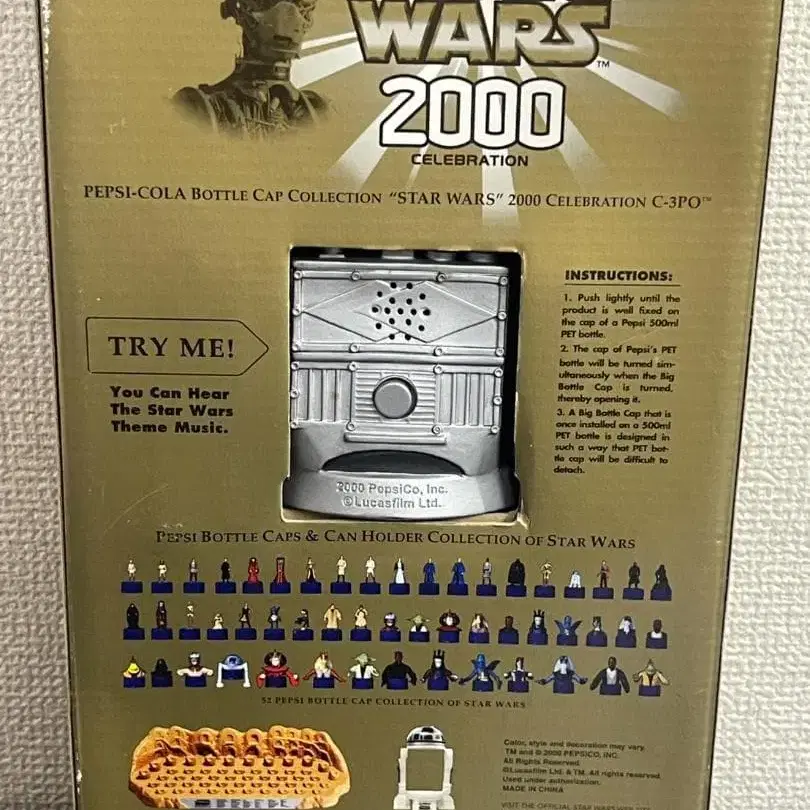 WARS™
2000
CELEBRATION
PEPSI-COLA BOTTLE CAP COLLECTION "STAR WARS" 2000 CELEBRATION C-3PO™
TRY ME!
You Can Hear
The Star Wars
Theme Music.
2000 PepsiCo, Inc.
©Lucasfilm Ltd.
INSTRUCTIONS:
1. Push lightly until the
product is well fixed on
the cap of a Pepsi 500ml
PET bottle.
2. The cap of Pepsi's PET
bottle will be turned sim-
ultaneously when the Big
Bottle Cap is turned,
thereby opening it.
3. A Big Bottle Cap that is
once installed on a 500ml
PET bottle is designed in
such a way that PET bot-
tle cap will be difficult to
detach.
PEPSI BOTTLE CAPS & CAN HOLDER COLLECTION OF STAR WARS
52 PEPSI BOTTLE CAP COLLECTION OF STAR WARS
Color, style and decoration may vary.
TM and © 2000 PEPSICO, INC.
All Rights Reserved.
©Lucasfilm Ltd. & TM. All rights reserved.
Used under authorization.
MADE IN CHINA
VISIT THE OFFICIAL STAR WARS